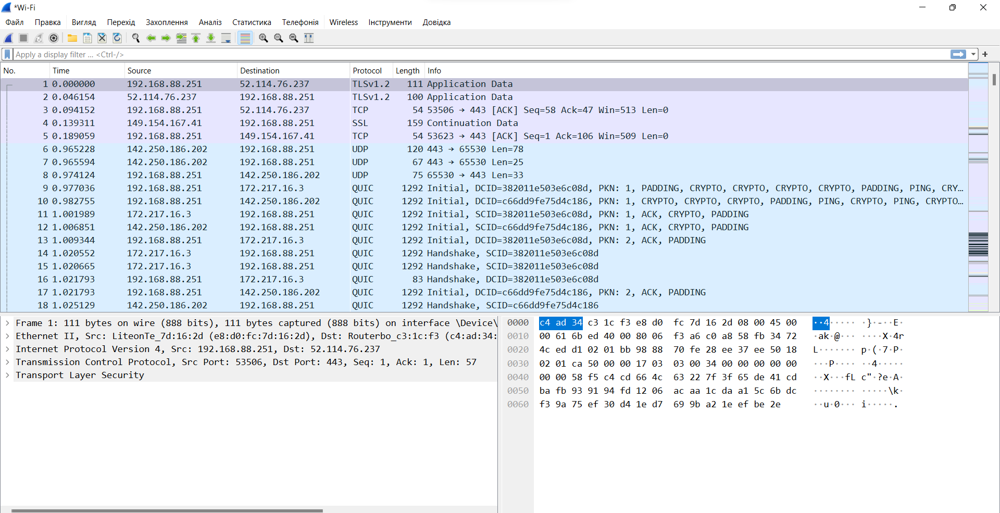 *Wi-Fi
Файл Правка Вигляд Перехід Захоплення Аналіз Статистика Телефонія Wireless Інструменти Довідка
Apply a display filter ... <Ctrl-/>
No. Time Source Destination Protocol Length Info
1 0.000000 192.168.88.251 52.114.76.237 TLSv1.2 111 Application Data
2 0.046154 52.114.76.237 192.168.88.251 TLSv1.2 100 Application Data
3 0.094152 192.168.88.251 52.114.76.237 TCP 54 53506 → 443 [ACK] Seq=58 Ack=47 Win=513 Len=0
4 0.139311 149.154.167.41 192.168.88.251 SSL 159 Continuation Data
5 0.189059 192.168.88.251 149.154.167.41 TCP 54 53623 → 443 [ACK] Seq=1 Ack=106 Win=509 Len=0
6 0.965228 142.250.186.202 192.168.88.251 UDP 120 443 → 65530 Len=78
7 0.965594 142.250.186.202 192.168.88.251 UDP 67 443 → 65530 Len=25
8 0.974124 192.168.88.251 142.250.186.202 UDP 75 65530 → 443 Len=33
9 0.977036 192.168.88.251 172.217.16.3 QUIC 1292 Initial, DCID=382011e503e6c08d, PKN: 1, PADDING, CRYPTO, CRYPTO, CRYPTO, CRYPTO, PADDING, PING, CRY…
10 0.982755 192.168.88.251 142.250.186.202 QUIC 1292 Initial, DCID=c66dd9fe75d4c186, PKN: 1, CRYPTO, CRYPTO, CRYPTO, PADDING, PING, CRYPTO, PING, CRYPTO…
11 1.001989 172.217.16.3 192.168.88.251 QUIC 1292 Initial, SCID=382011e503e6c08d, PKN: 1, ACK, CRYPTO, PADDING
12 1.006851 142.250.186.202 192.168.88.251 QUIC 1292 Initial, SCID=c66dd9fe75d4c186, PKN: 1, ACK, CRYPTO, PADDING
13 1.009344 192.168.88.251 172.217.16.3 QUIC 1292 Initial, DCID=382011e503e6c08d, PKN: 2, ACK, PADDING
14 1.020552 172.217.16.3 192.168.88.251 QUIC 1292 Handshake, SCID=382011e503e6c08d
15 1.020665 172.217.16.3 192.168.88.251 QUIC 1292 Handshake, SCID=382011e503e6c08d
16 1.021793 192.168.88.251 172.217.16.3 QUIC 83 Handshake, DCID=382011e503e6c08d
17 1.021793 192.168.88.251 142.250.186.202 QUIC 1292 Initial, DCID=c66dd9fe75d4c186, PKN: 2, ACK, PADDING
18 1.025129 142.250.186.202 192.168.88.251 QUIC 1292 Handshake, SCID=c66dd9fe75d4c186
Frame 1: 111 bytes on wire (888 bits), 111 bytes captured (888 bits) on interface \Device\
Ethernet II, Src: LiteonTe_7d:16:2d (e8:d0:fc:7d:16:2d), Dst: Routerbo_c3:1c:f3 (c4:ad:34:
Internet Protocol Version 4, Src: 192.168.88.251, Dst: 52.114.76.237
Transmission Control Protocol, Src Port: 53506, Dst Port: 443, Seq: 1, Ack: 1, Len: 57
Transport Layer Security
0000 c4 ad 34 c3 1c f3 e8 d0 fc 7d 16 2d 08 00 45 00 ··4····· ·}·-··E·
0010 00 61 6b ed 40 00 80 06 f3 a6 c0 a8 58 fb 34 72 ·ak·@··· ····X·4r
0020 4c ed d1 02 01 bb 98 88 70 fe 28 ee 37 ee 50 18 L······· p·(·7·P·
0030 02 01 ca 50 00 00 17 03 03 00 34 00 00 00 00 00 ···P···· ··4·····
0040 00 00 58 f5 c4 cd 66 4c 63 22 7f 3f 65 de 41 cd ··X···fL c"·?e·A·
0050 ba fb 93 91 94 fd 12 06 ac aa 1c da a1 5c 6b dc ········ ·····\k·
0060 f3 9a 75 ef 30 d4 1e d7 69 9b a2 1e ef be 2e ··u·0··· i·····.